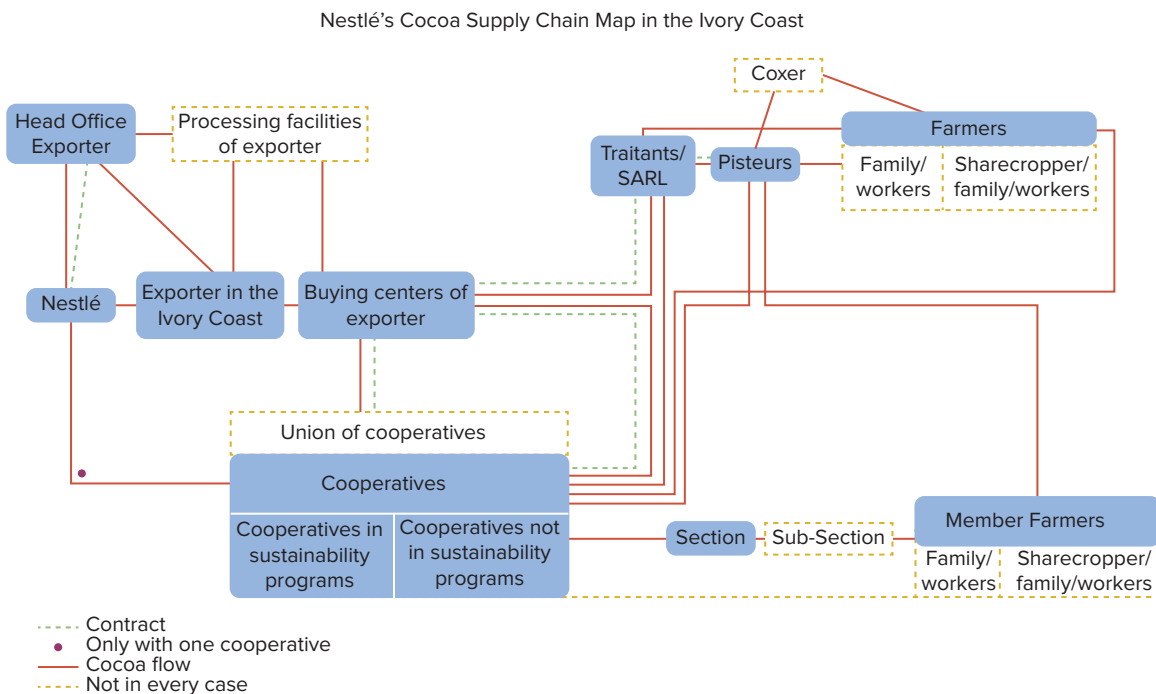 Nestlé's Cocoa Supply Chain Map in the Ivory Coast
Coxer
Head Office
Exporter
Processing facilities
of exporter
Farmers
Traitants/
SARL
Pisteurs
Family/
workers
Sharecropper/
family/workers
Nestlé
Exporter in the
Ivory Coast
Buying centers of
exporter
Union of cooperatives
Cooperatives
Cooperatives in
sustainability
programs
Cooperatives not
in sustainability
programs
Section
Sub-Section
Member Farmers
Family/
workers
Sharecropper/
family/workers
Contract
Only with one cooperative
Cocoa flow
Not in every case